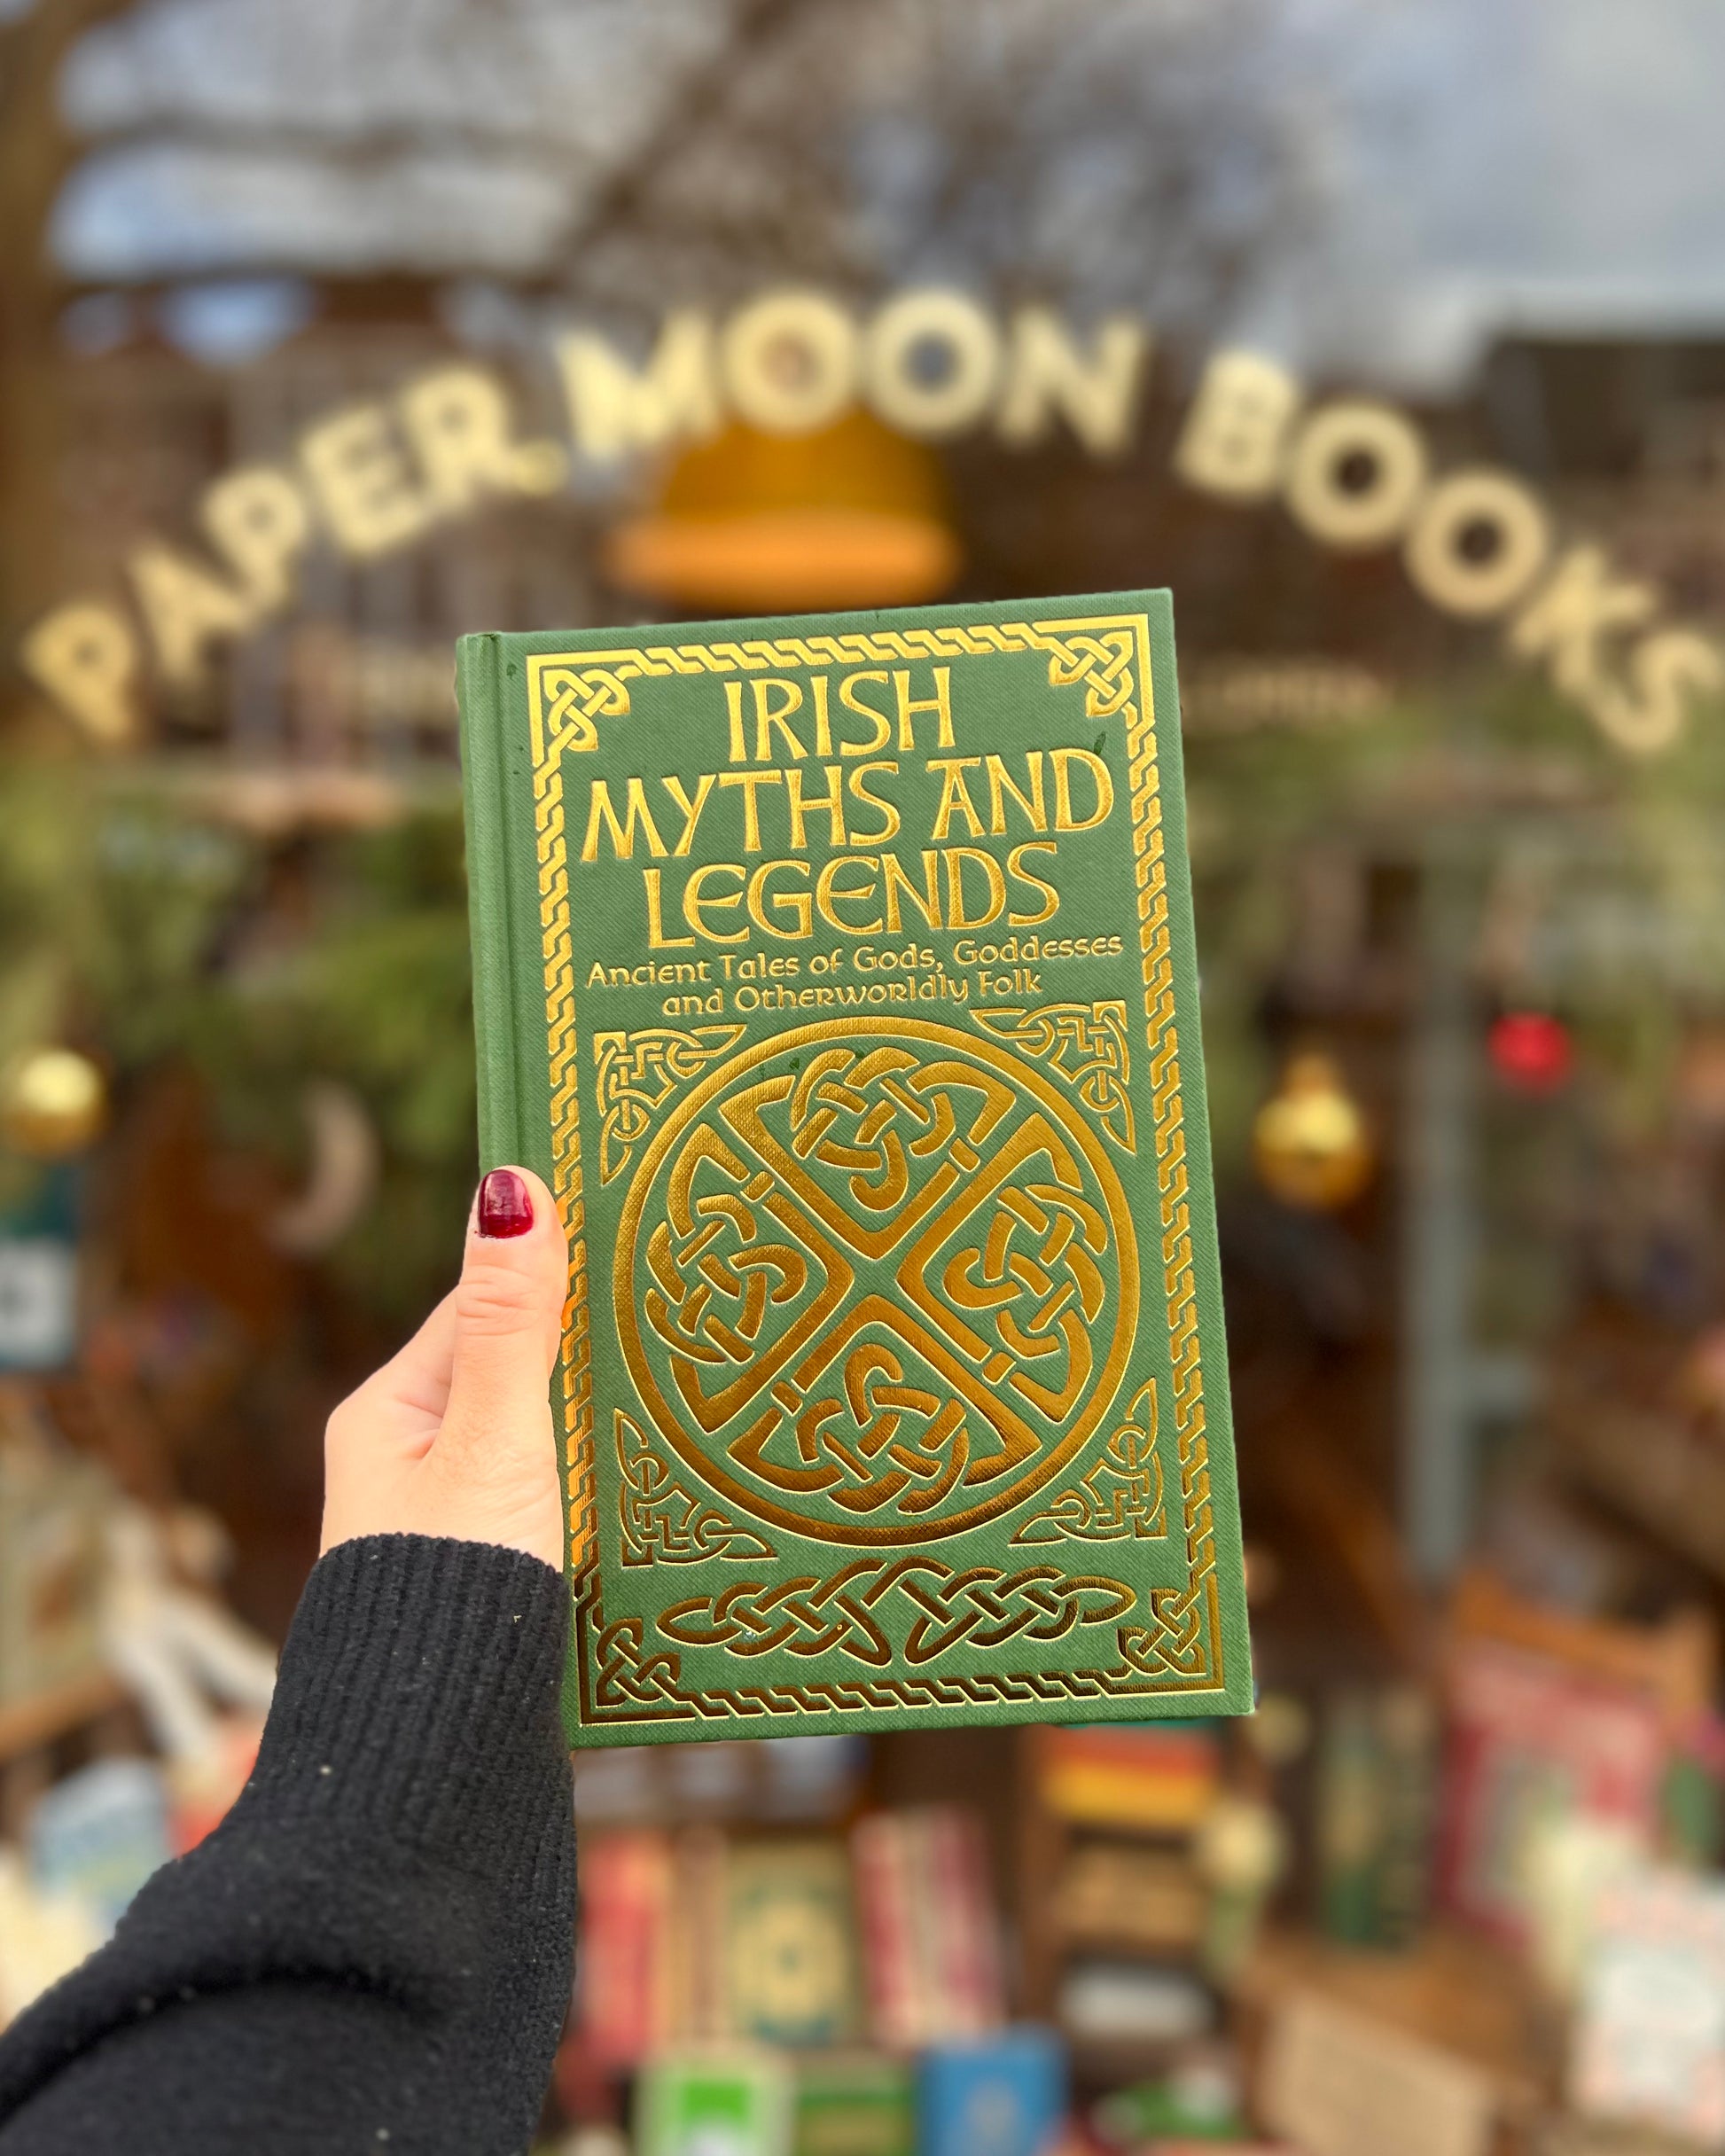 PAPER MOON BOOKS
IRISH
MYTHS AND
LEGENDS
Ancient Tales of Gods, Goddesses
and Otherworldly Folk